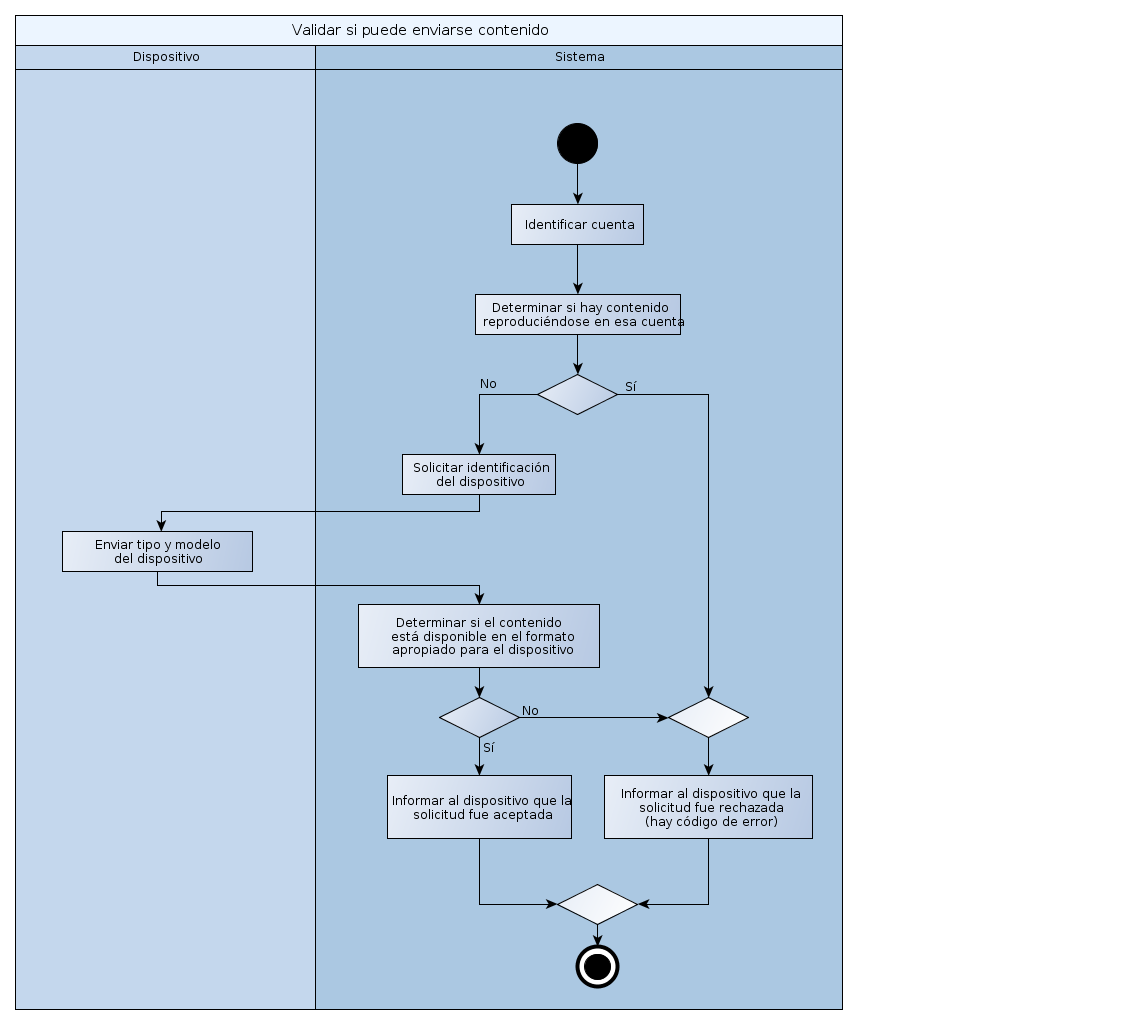 Validar si puede enviarse contenido
Dispositivo
Sistema
Identificar cuenta
Determinar si hay contenido
reproduciéndose en esa cuenta
No
Sí
Solicitar identificación
del dispositivo
Enviar tipo y modelo
del dispositivo
Determinar si el contenido
está disponible en el formato
apropiado para el dispositivo
No
Sí
Informar al dispositivo que la
solicitud fue aceptada
Informar al dispositivo que la
solicitud fue rechazada
(hay código de error)